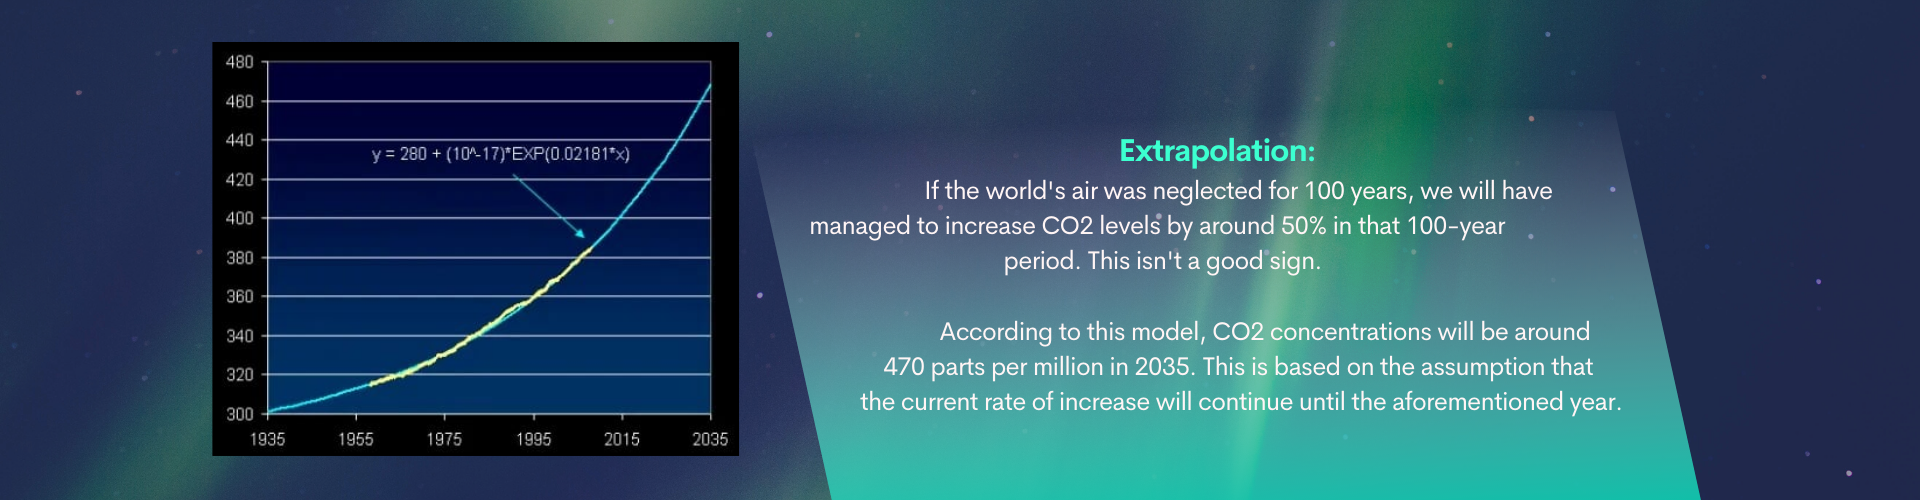 480
460
440
y = 280 + (10^-17)*EXP(0.02181*x)
420
400
380
360
340
320
300
1935 1955 1975 1995 2015 2035
Extrapolation:
If the world's air was neglected for 100 years, we will have
managed to increase CO2 levels by around 50% in that 100-year
period. This isn't a good sign.
According to this model, CO2 concentrations will be around
470 parts per million in 2035. This is based on the assumption that
the current rate of increase will continue until the aforementioned year.